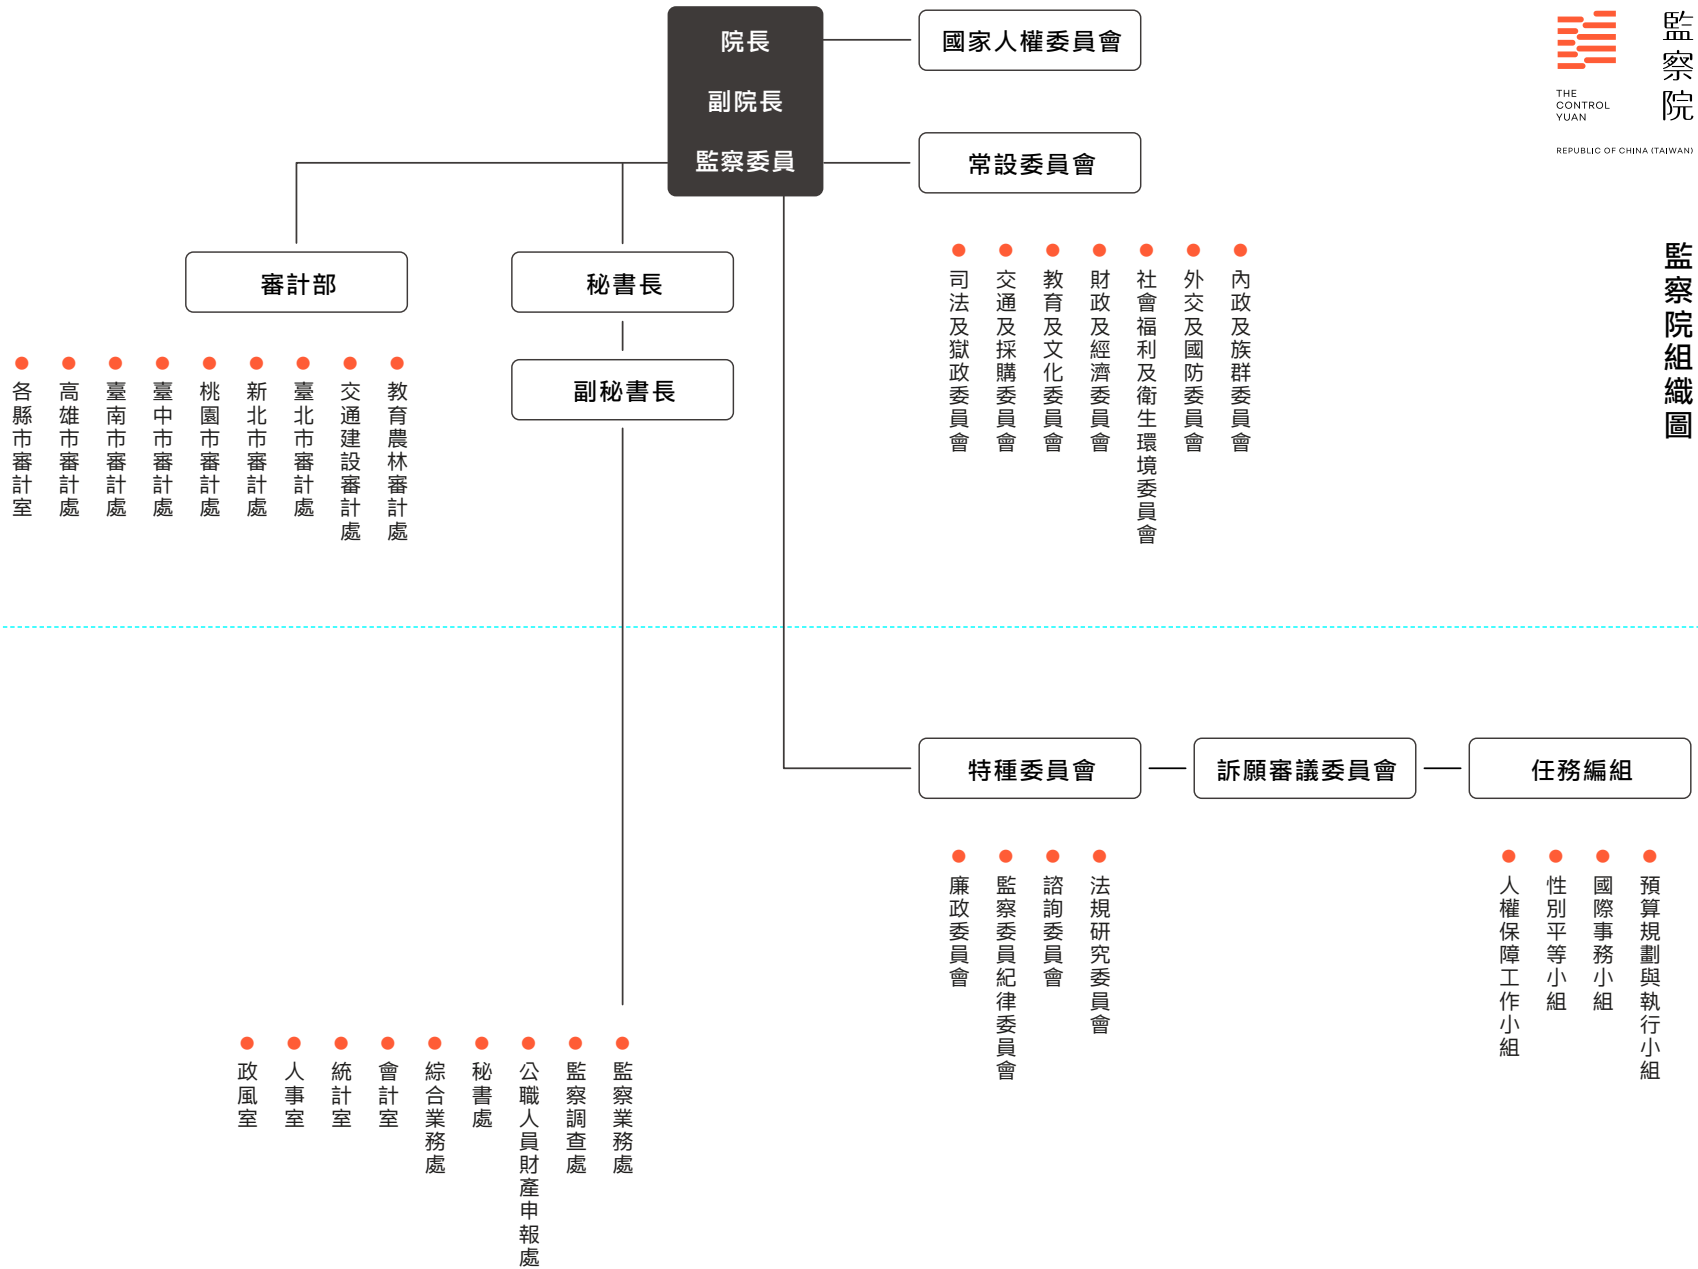 監察院
THE
CONTROL
YUAN
REPUBLIC OF CHINA (TAIWAN)
監察院組織圖
院長
副院長
監察委員
國家人權委員會
常設委員會
內政及族群委員會
外交及國防委員會
社會福利及衛生環境委員會
財政及經濟委員會
教育及文化委員會
交通及採購委員會
司法及獄政委員會
審計部
教育農林審計處
交通建設審計處
臺北市審計處
新北市審計處
桃園市審計處
臺中市審計處
臺南市審計處
高雄市審計處
各縣市審計室
秘書長
副秘書長
監察業務處
監察調查處
公職人員財產申報處
秘書處
綜合業務處
會計室
統計室
人事室
政風室
特種委員會
法規研究委員會
諮詢委員會
監察委員紀律委員會
廉政委員會
訴願審議委員會
任務編組
預算規劃與執行小組
國際事務小組
性別平等小組
人權保障工作小組